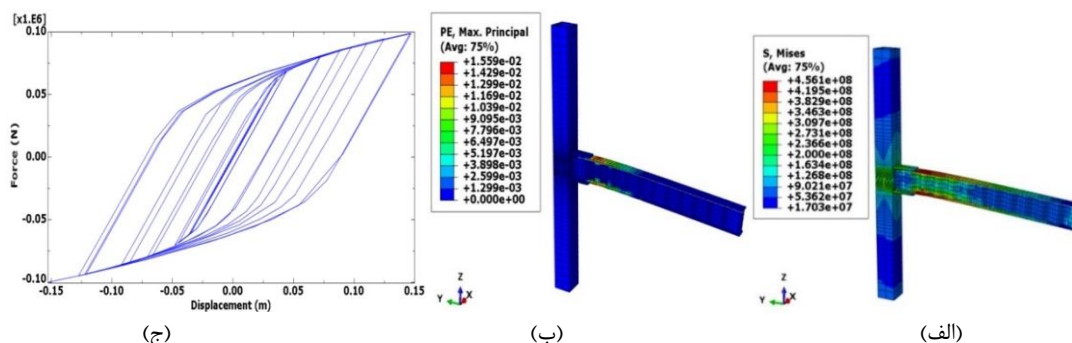 [x1.E6]
0.10
0.05
0.00
-0.05
-0.10
Force (N)
-0.15 -0.10 -0.05 0.00 0.05 0.10 0.15
Displacement (m)
(ج)
PE, Max. Principal
(Avg: 75%)
+1.559e-02
+1.429e-02
+1.299e-02
+1.169e-02
+1.039e-02
+9.095e-03
+7.796e-03
+6.497e-03
+5.197e-03
+3.898e-03
+2.599e-03
+1.299e-03
+0.000e+00
Z
Y X
(ب)
S, Mises
(Avg: 75%)
+4.561e+08
+4.195e+08
+3.829e+08
+3.463e+08
+3.097e+08
+2.731e+08
+2.366e+08
+2.000e+08
+1.634e+08
+1.268e+08
+9.021e+07
+5.362e+07
+1.703e+07
Z
Y X
(الف)